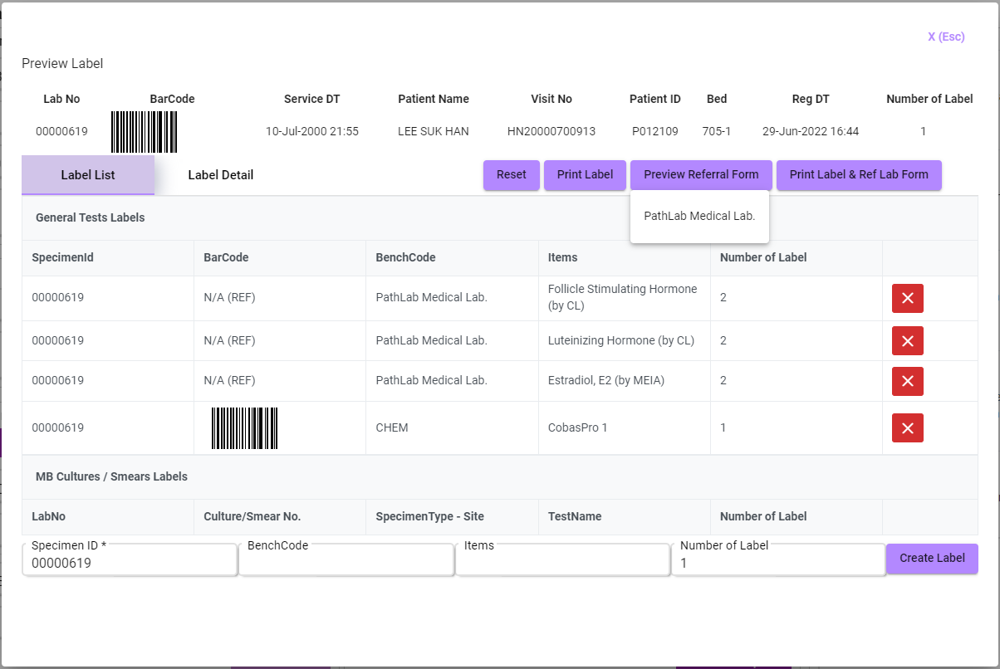 X (Esc)
Preview Label
Lab No BarCode Service DT Patient Name Visit No Patient ID Bed Reg DT Number of Label
00000619 10-Jul-2000 21:55 LEE SUK HAN HN20000700913 P012109 705-1 29-Jun-2022 16:44 1
Label List Label Detail Reset Print Label Preview Referral Form Print Label & Ref Lab Form
PathLab Medical Lab.
General Tests Labels
SpecimenId BarCode BenchCode Items Number of Label
00000619 N/A (REF) PathLab Medical Lab. Follicle Stimulating Hormone
(by CL) 2
00000619 N/A (REF) PathLab Medical Lab. Luteinizing Hormone (by CL) 2
00000619 N/A (REF) PathLab Medical Lab. Estradiol, E2 (by MEIA) 2
00000619 CHEM CobasPro 1 1
MB Cultures / Smears Labels
LabNo Culture/Smear No. SpecimenType - Site TestName Number of Label
Specimen ID * BenchCode Items Number of Label
00000619 1 Create Label